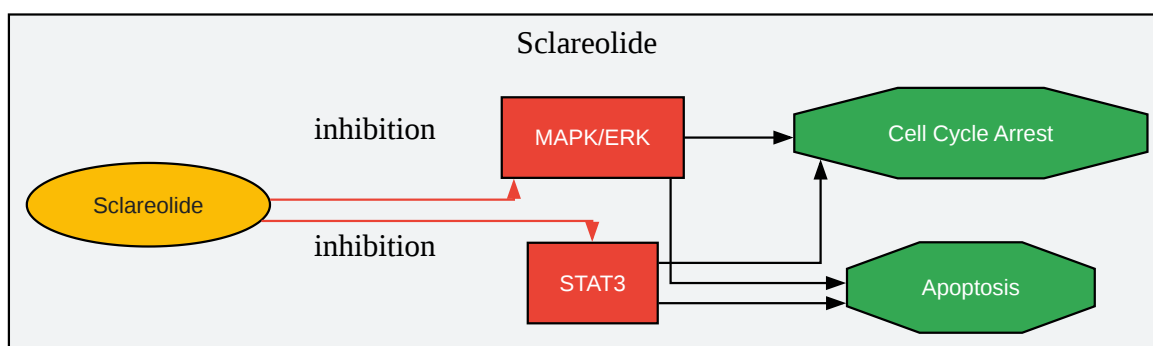 Sclareolide
inhibition
MAPK/ERK
Cell Cycle Arrest
Sclareolide
inhibition
STAT3
Apoptosis